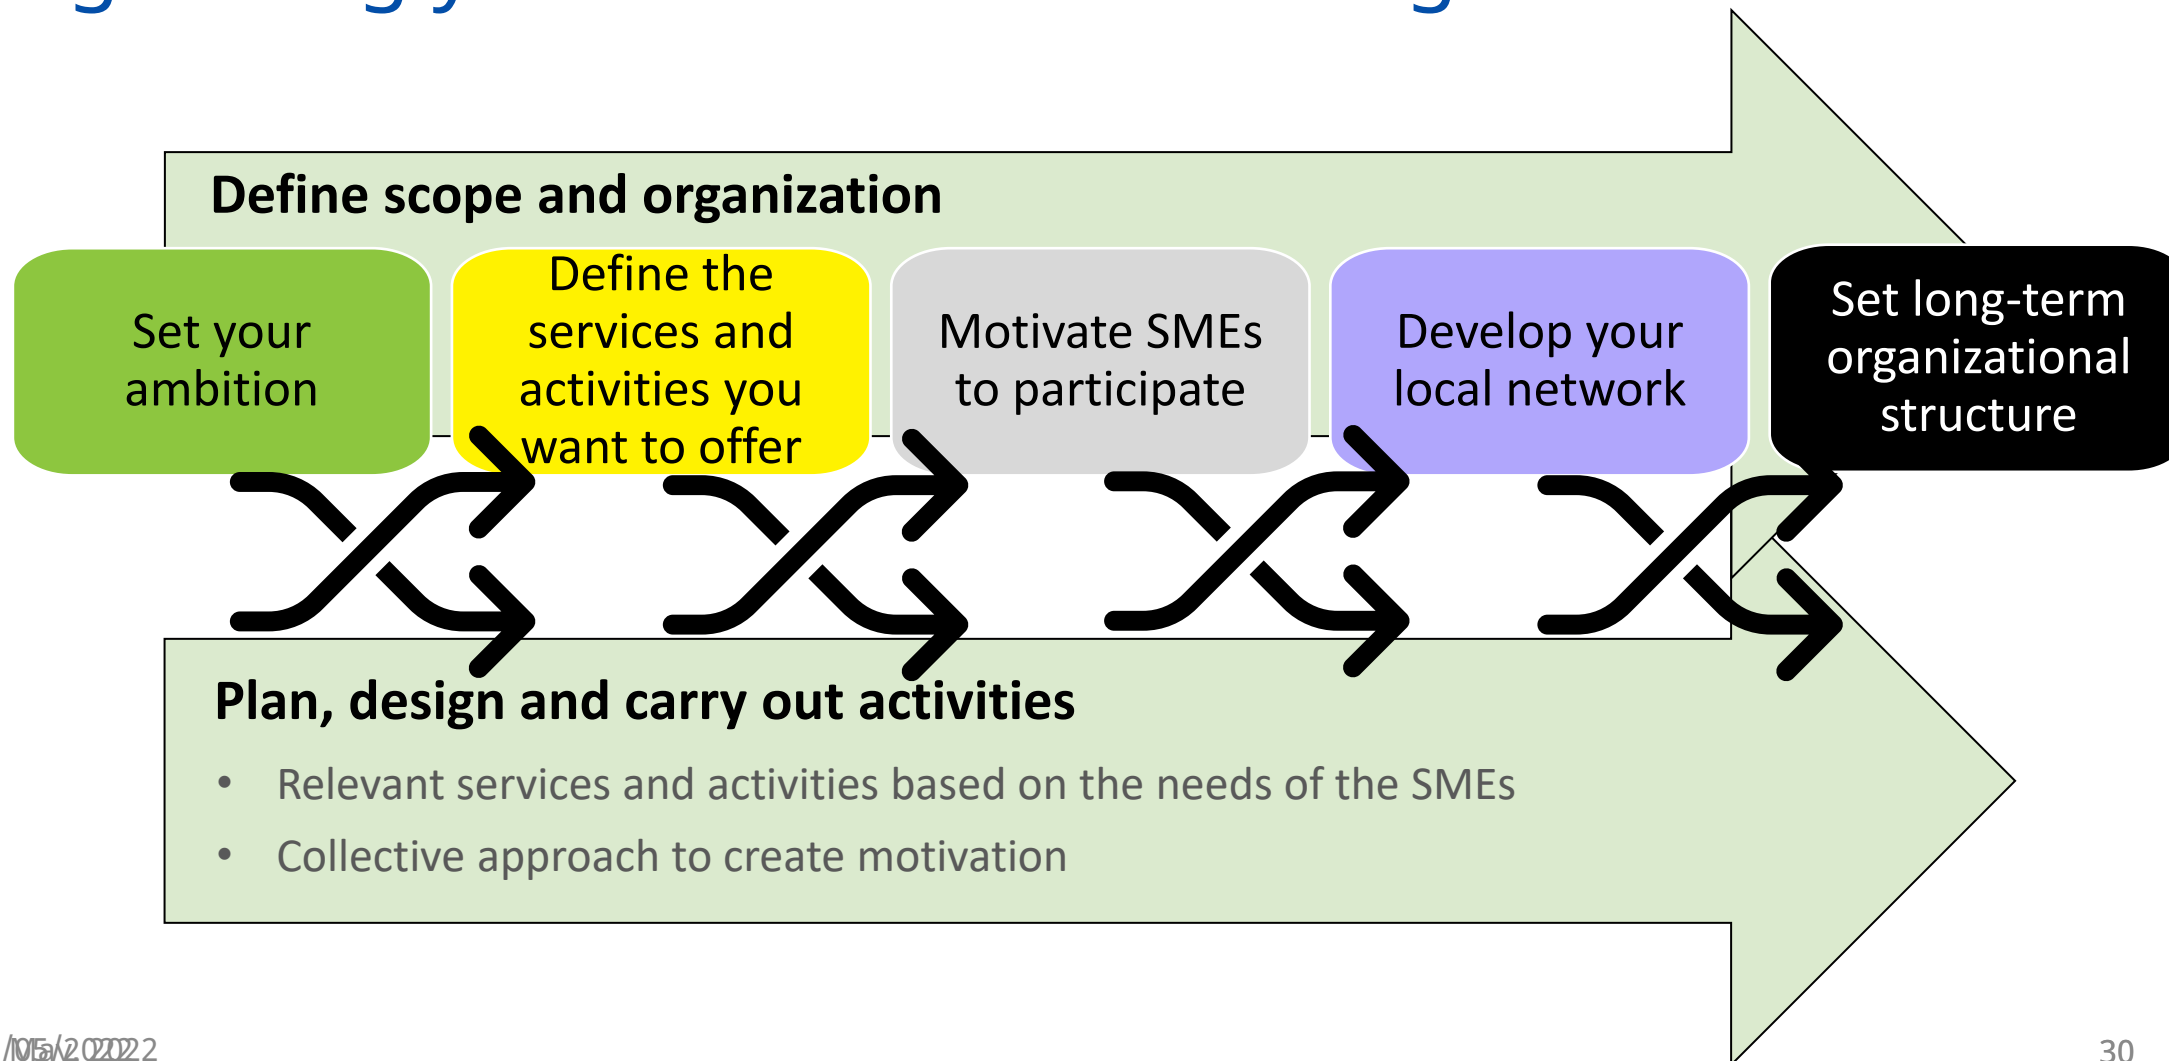 Define scope and organization
Set your
ambition
Define the
services and
activities you
want to offer
Motivate SMEs
to participate
Develop your
local network
Set long-term
organizational
structure
Plan, design and carry out activities
• Relevant services and activities based on the needs of the SMEs
• Collective approach to create motivation
30